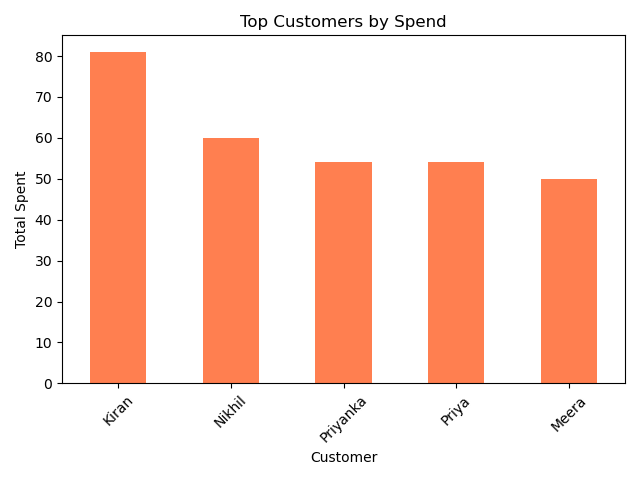 Top Customers by Spend
Total Spent
80
70
60
50
40
30
20
10
0
Kiran
Nikhil
Priyanka
Priya
Meera
Customer